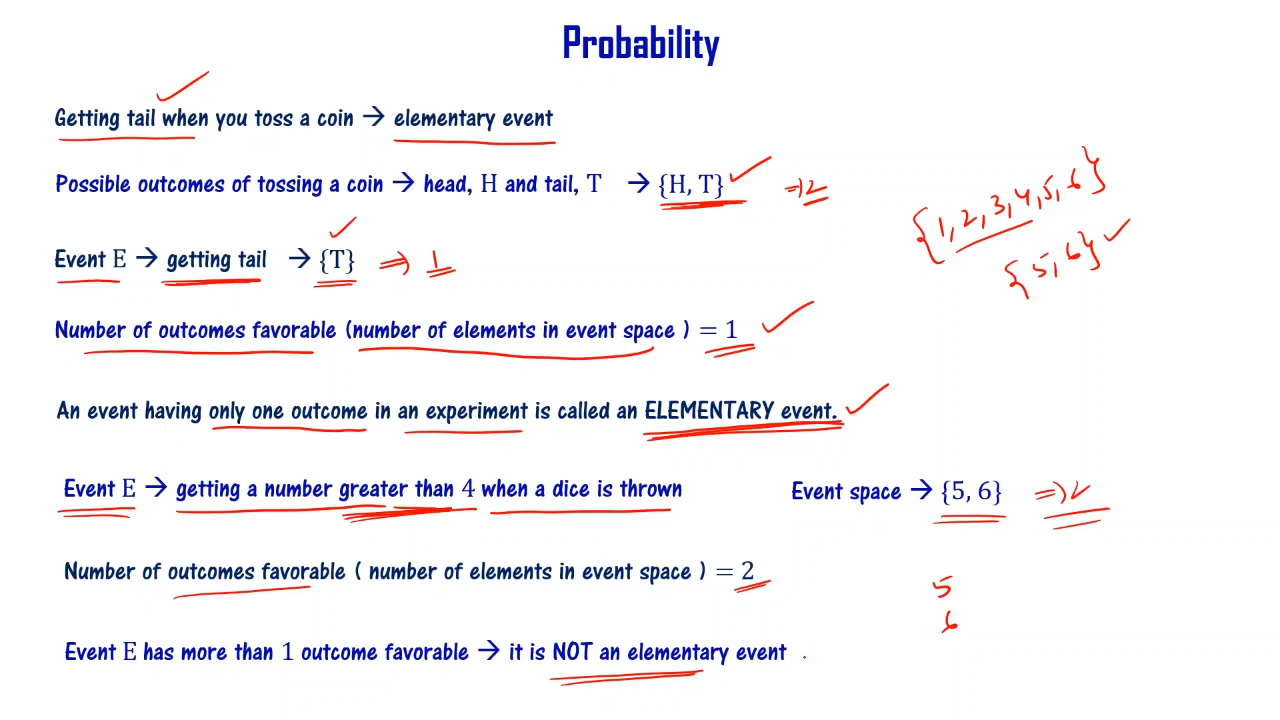 Probability
Getting tail when you toss a coin → elementary event
Possible outcomes of tossing a coin → head, H and tail, T → {H, T} ⇒ 2
{1, 2, 3, 4, 5, 6}
{5, 6}
Event E → getting tail → {T} ⇒ 1
Number of outcomes favorable (number of elements in event space ) = 1
An event having only one outcome in an experiment is called an ELEMENTARY event.
Event E → getting a number greater than 4 when a dice is thrown Event space → {5, 6} ⇒ 2
Number of outcomes favorable ( number of elements in event space ) = 2
5
6
Event E has more than 1 outcome favorable → it is NOT an elementary event